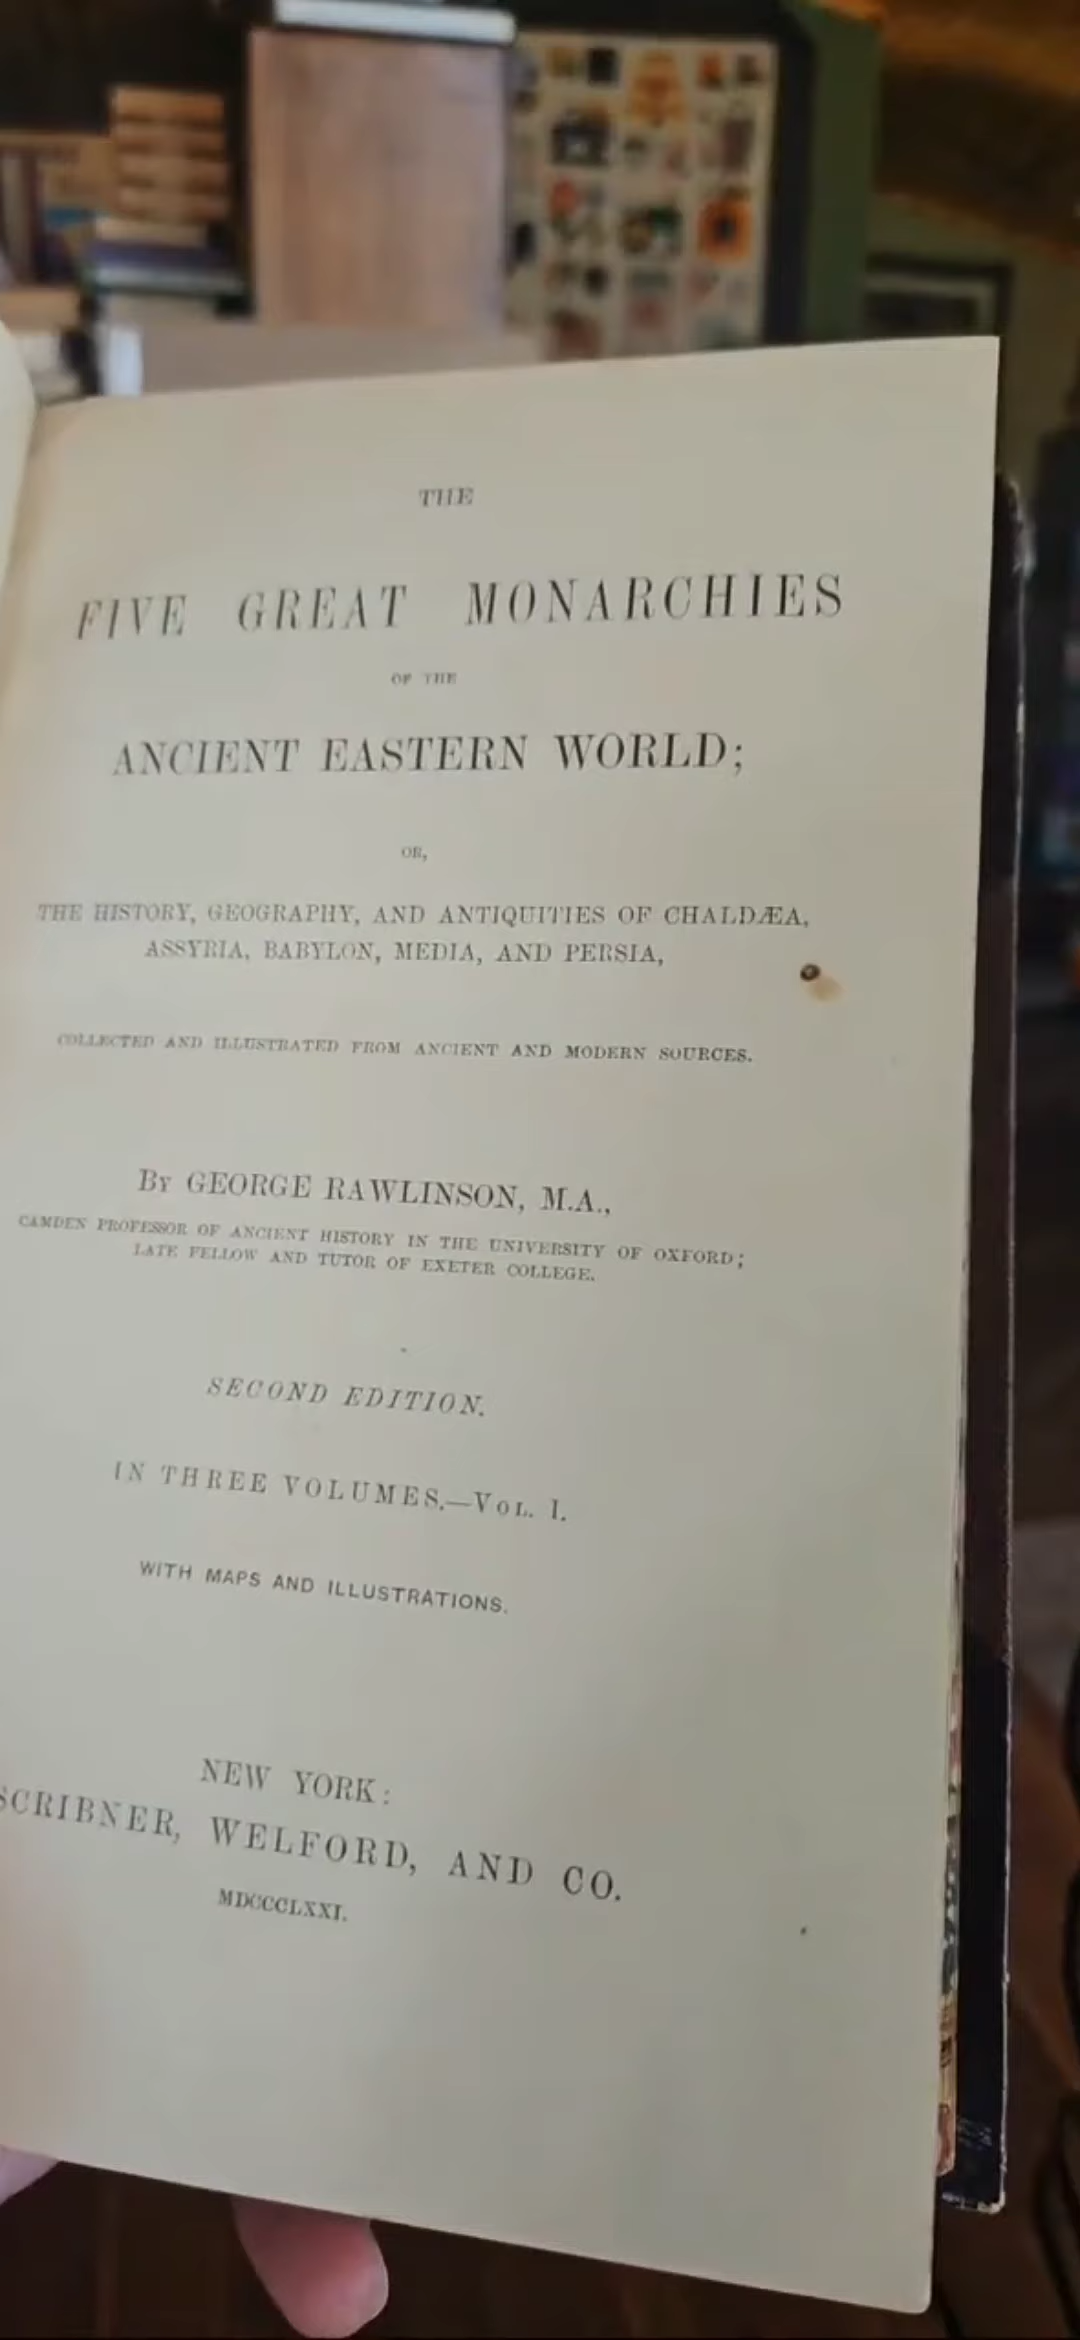 THE
FIVE GREAT MONARCHIES
OF THE
ANCIENT EASTERN WORLD;
OR,
THE HISTORY, GEOGRAPHY, AND ANTIQUITIES OF CHALDÆA,
ASSYRIA, BABYLON, MEDIA, AND PERSIA,
COLLECTED AND ILLUSTRATED FROM ANCIENT AND MODERN SOURCES.
BY GEORGE RAWLINSON, M.A.,
CAMDEN PROFESSOR OF ANCIENT HISTORY IN THE UNIVERSITY OF OXFORD;
LATE FELLOW AND TUTOR OF EXETER COLLEGE.
SECOND EDITION.
IN THREE VOLUMES.—VOL. I.
WITH MAPS AND ILLUSTRATIONS.
NEW YORK:
SCRIBNER, WELFORD, AND CO.
MDCCCLXXI.